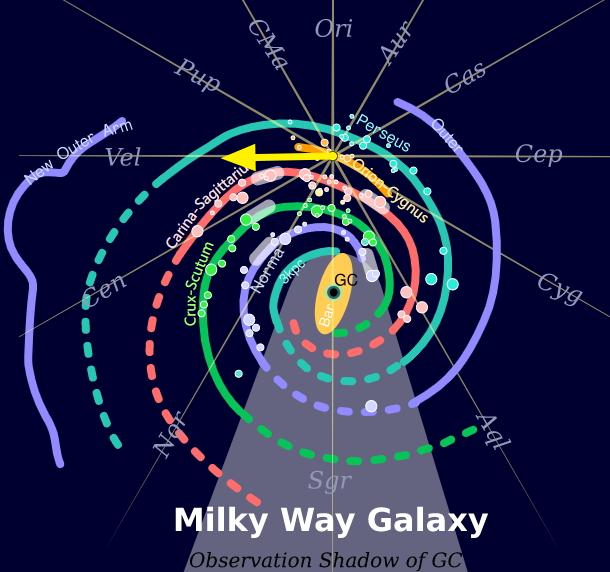 Ori
CMa
Aur
Pup
Cas
New Outer Arm
Perseus
Outer
Vel
Cep
Orion-Cygnus
Carina-Sagittariu
Norma
3kpc
GC
Bar
Crux-Scutum
Cen
Cyg
Nor
Aql
Sgr
Milky Way Galaxy
Observation Shadow of GC